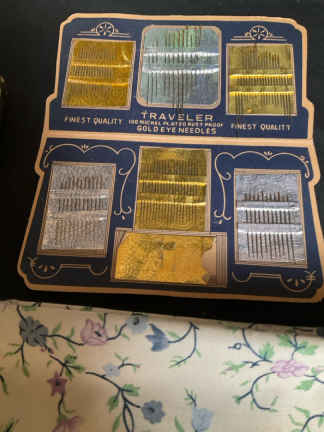 FINEST QUALITY
TRAVELER
100 NICKEL PLATED RUST PROOF
GOLD EYE NEEDLES
FINEST QUALITY